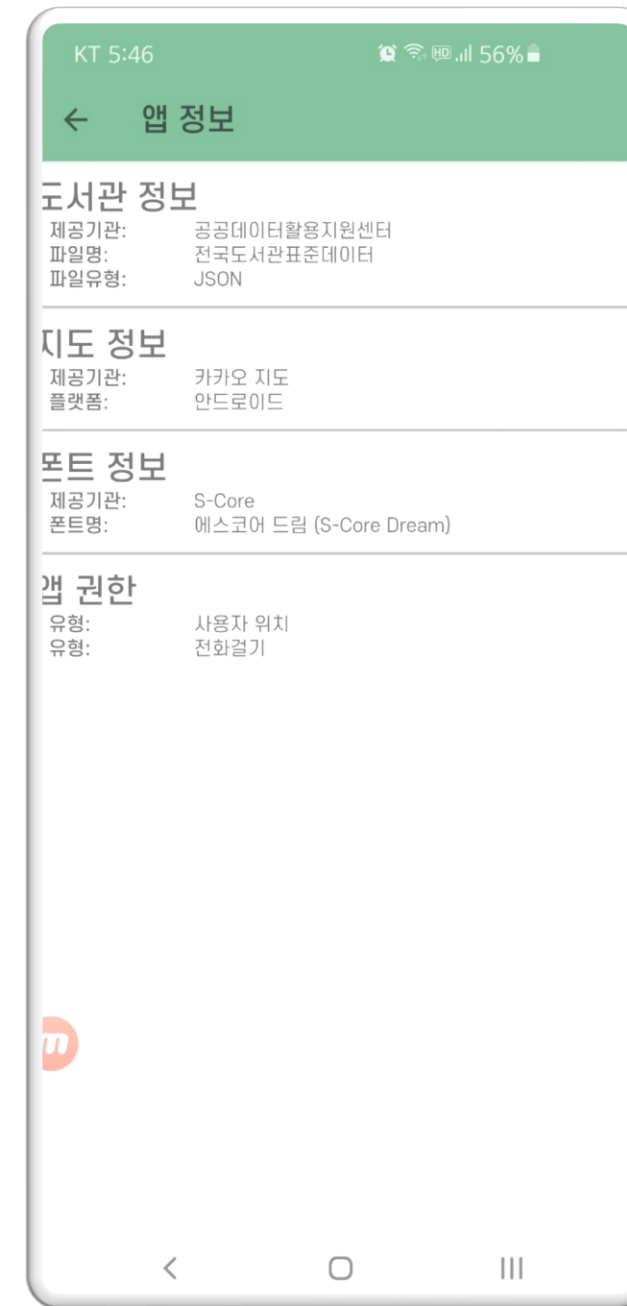 KT 5:46 HD 56%
앱 정보
도서관 정보
제공기관: 공공데이터활용지원센터
파일명: 전국도서관표준데이터
파일유형: JSON
지도 정보
제공기관: 카카오 지도
플랫폼: 안드로이드
폰트 정보
제공기관: S-Core
폰트명: 에스코어 드림 (S-Core Dream)
앱 권한
유형: 사용자 위치
유형: 전화걸기
m